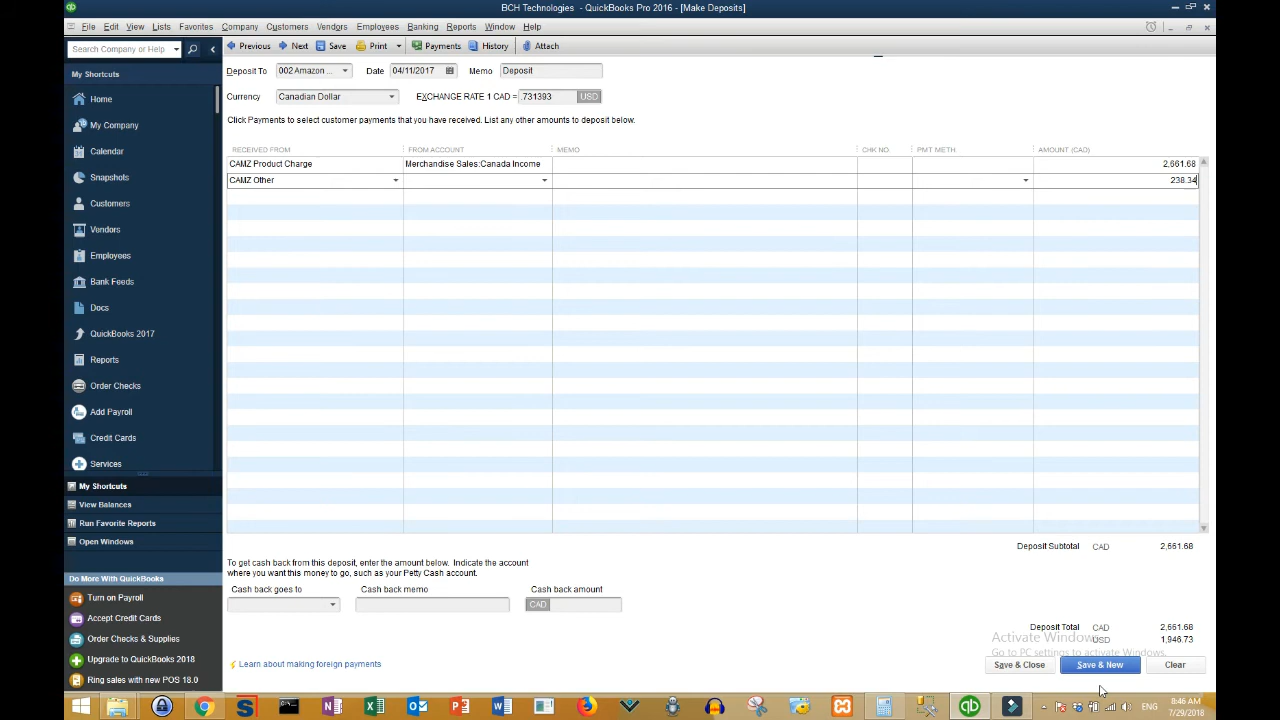 BCH Technologies - QuickBooks Pro 2016 - [Make Deposits]
File Edit View Lists Favorites Company Customers Vendors Employees Banking Reports Window Help
Search Company or Help
Previous Next Save Print Payments History Attach
My Shortcuts
Home
My Company
Calendar
Snapshots
Customers
Vendors
Employees
Bank Feeds
Docs
QuickBooks 2017
Reports
Order Checks
Add Payroll
Credit Cards
Services
My Shortcuts
View Balances
Run Favorite Reports
Open Windows
Do More With QuickBooks
Turn on Payroll
Accept Credit Cards
Order Checks & Supplies
Upgrade to QuickBooks 2018
Ring sales with new POS 18.0
Deposit To 002 Amazon ... Date 04/11/2017 Memo Deposit
Currency Canadian Dollar EXCHANGE RATE 1 CAD = .731393 USD
Click Payments to select customer payments that you have received. List any other amounts to deposit below.
RECEIVED FROM FROM ACCOUNT MEMO CHK NO. PMT METH. AMOUNT (CAD)
CAMZ Product Charge Merchandise Sales:Canada Income 2,661.68
CAMZ Other 238.34
Deposit Subtotal CAD 2,661.68
To get cash back from this deposit, enter the amount below. Indicate the account
where you want this money to go, such as your Petty Cash account.
Cash back goes to Cash back memo Cash back amount
CAD
Deposit Total CAD 2,661.68
USD 1,946.73
Activate Windows
Go to PC settings to activate Windows.
Learn about making foreign payments
Save & Close Save & New Clear
ENG 8:46 AM
7/29/2018